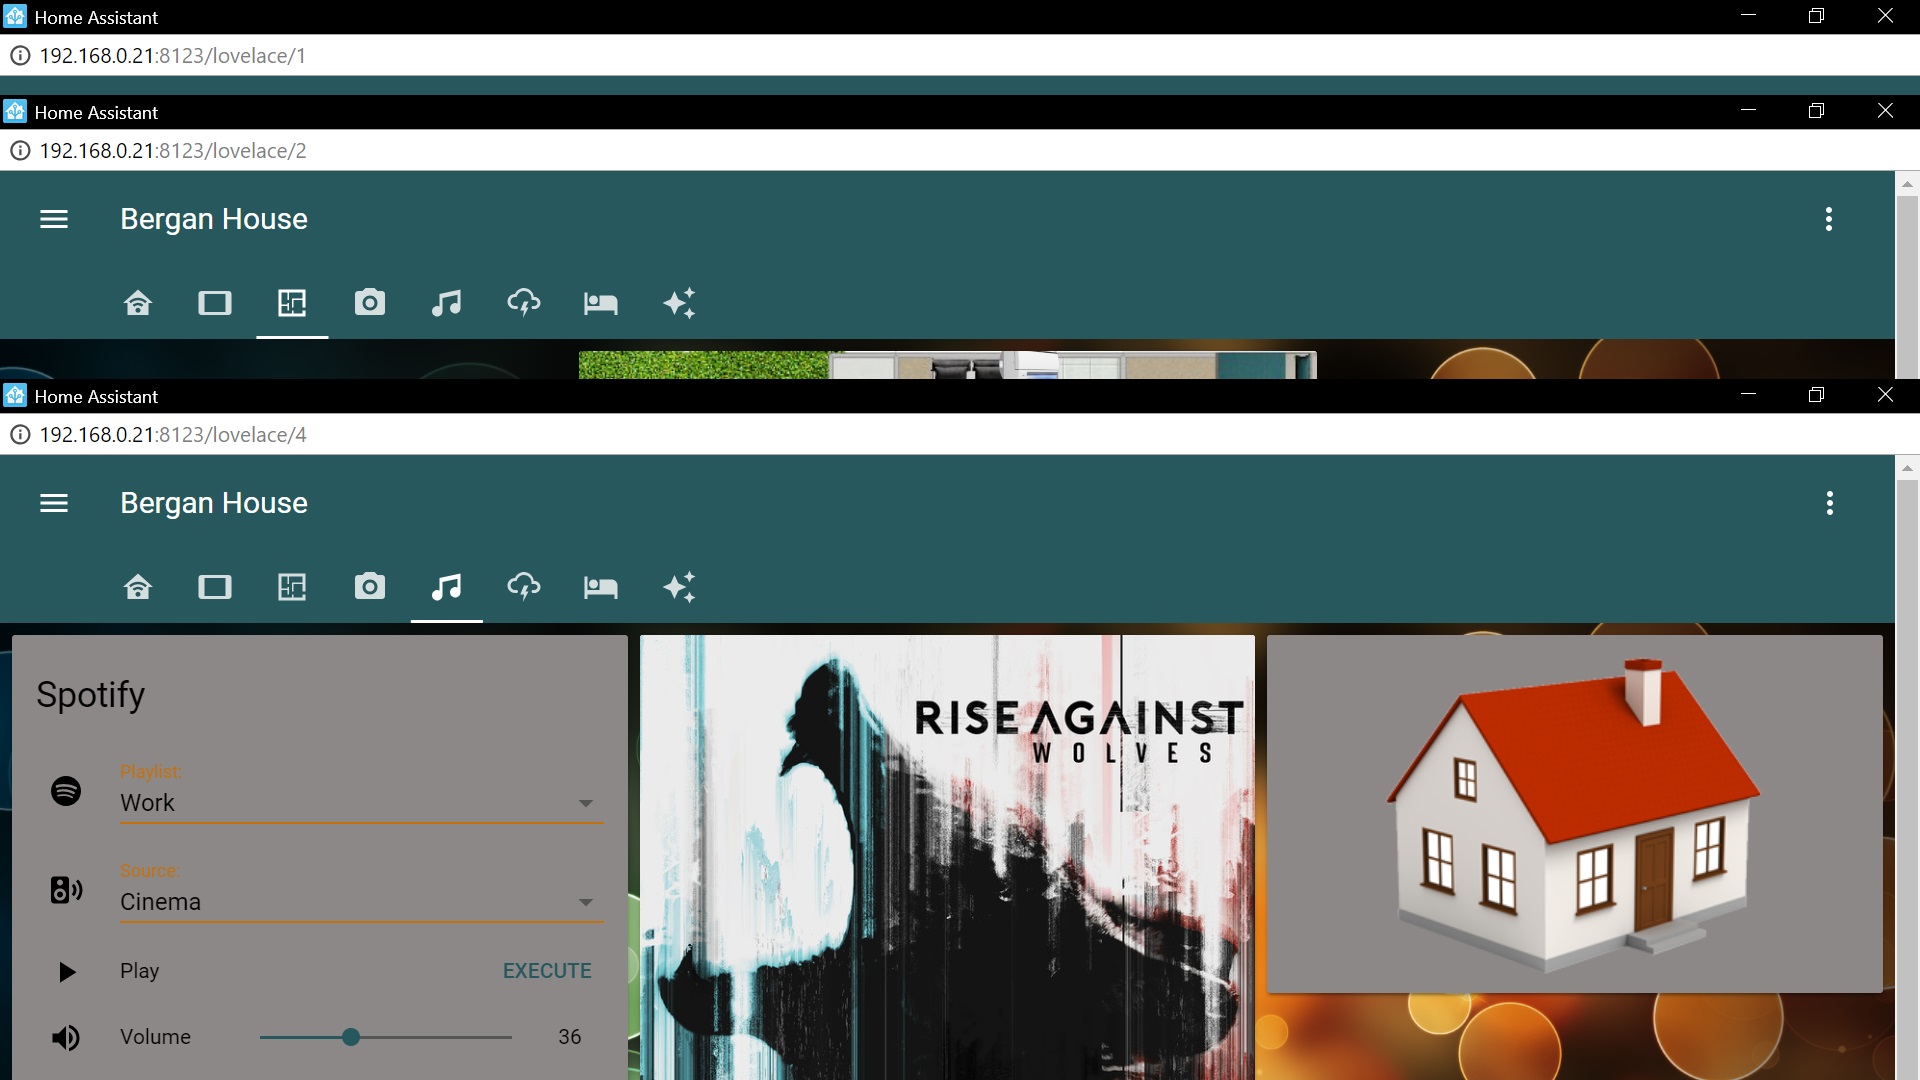 Home Assistant
192.168.0.21:8123/lovelace/1
Home Assistant
192.168.0.21:8123/lovelace/2
Bergan House
Home Assistant
192.168.0.21:8123/lovelace/4
Bergan House
Spotify
Playlist:
Work
Source:
Cinema
Play EXECUTE
Volume 36
RISE AGAINST
WOLVES